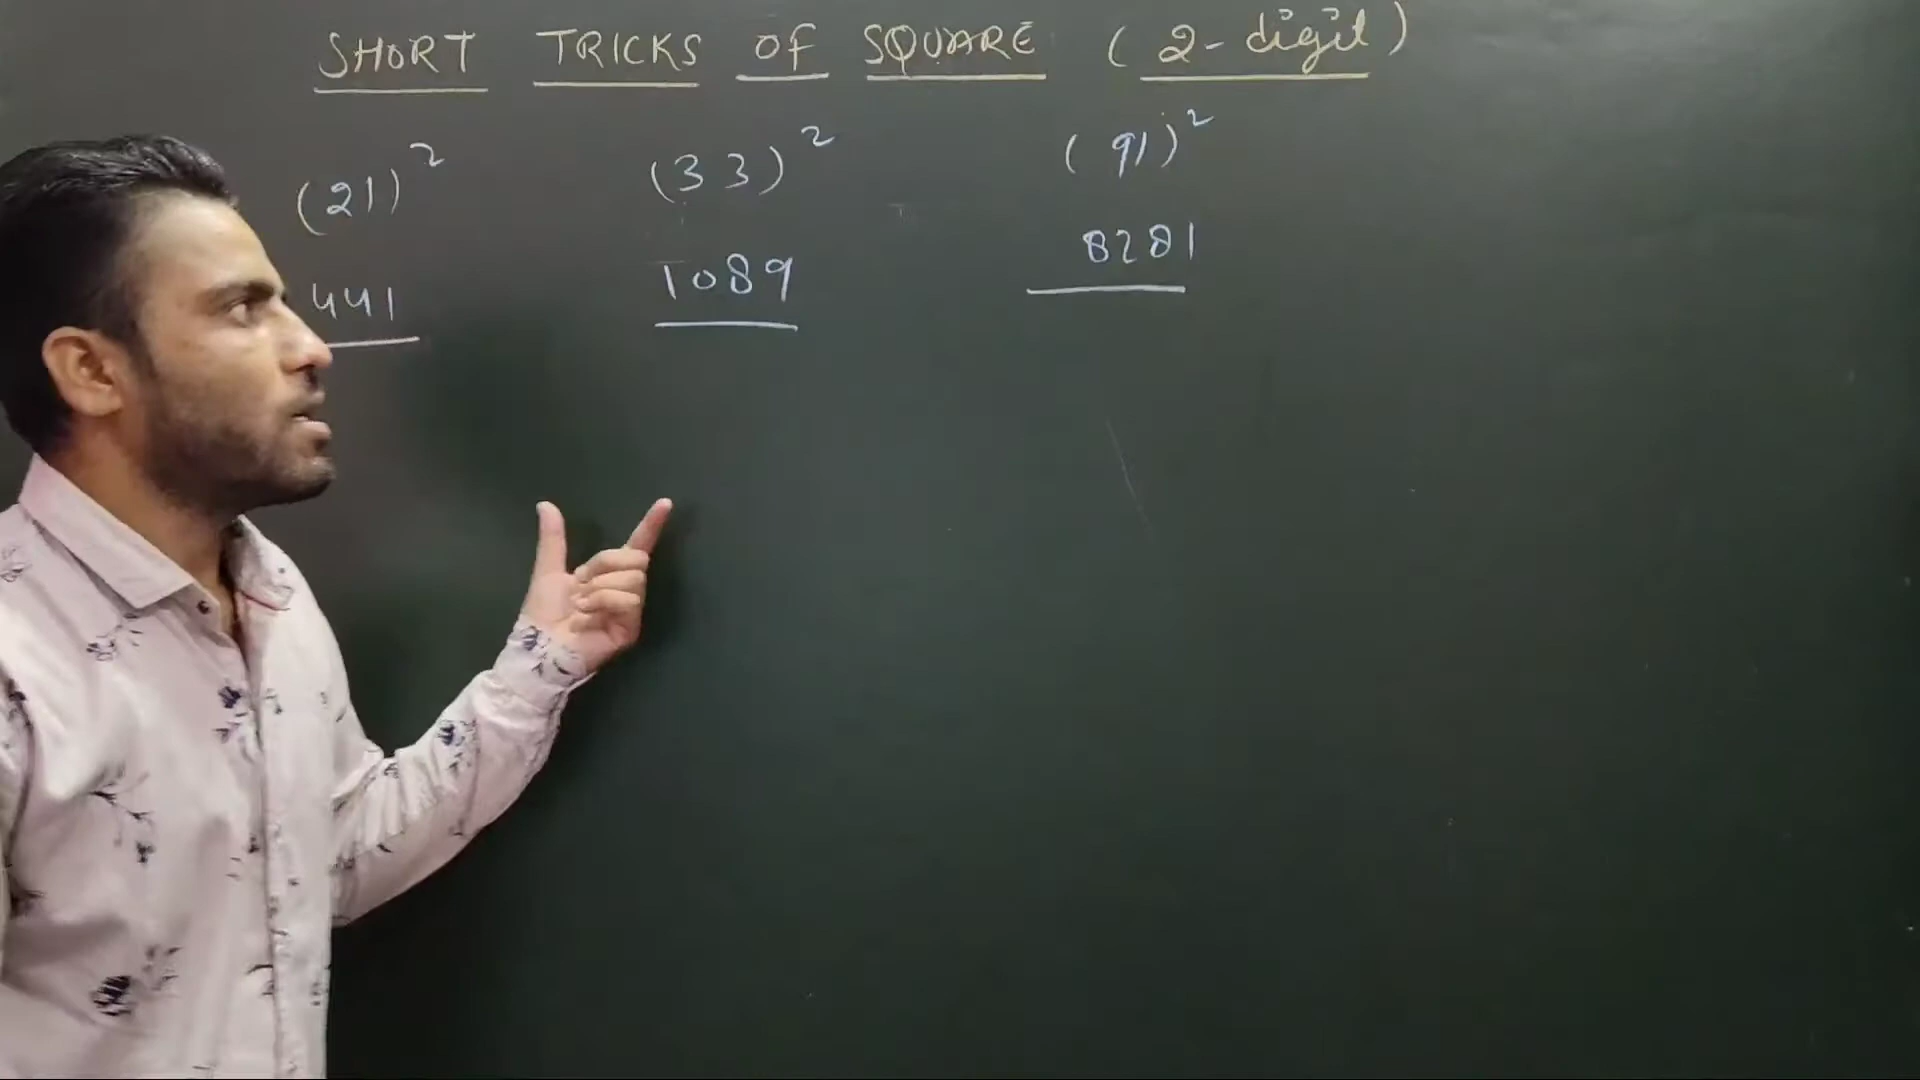 SHORT TRICKS OF SQUARE (2-digit)
(21)² (33)² (91)²
441 1089 8281